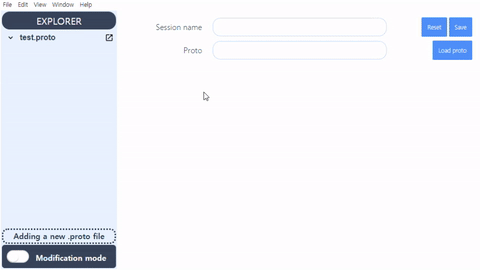 File Edit View Window Help
EXPLORER
test.proto
Session name
Reset
Save
Proto
Load proto
Adding a new .proto file
Modification mode